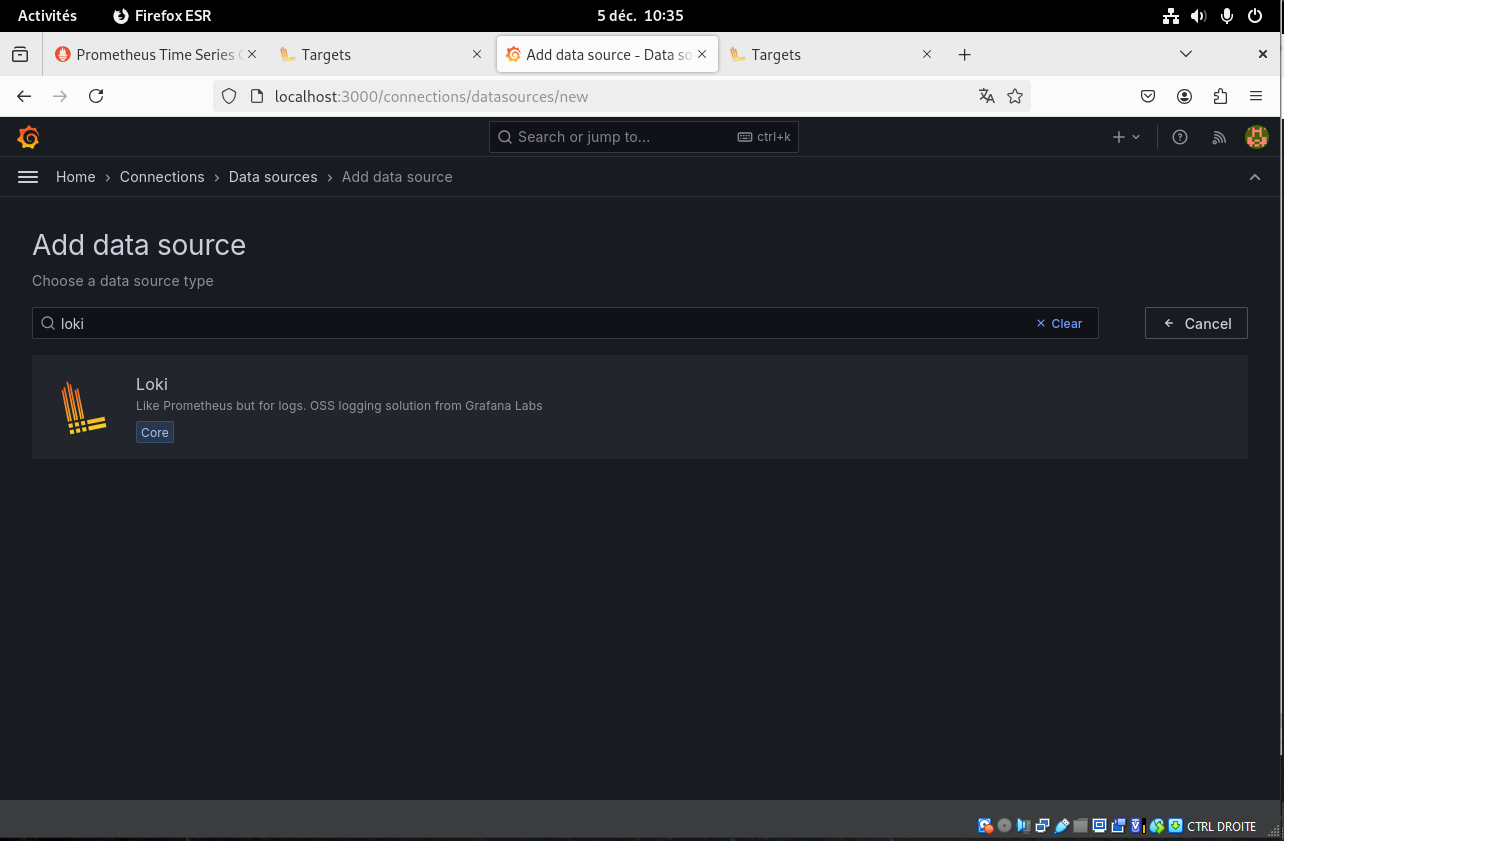 Activités Firefox ESR 5 déc. 10:35
Prometheus Time Series Targets Add data source - Data so Targets
localhost:3000/connections/datasources/new
Search or jump to... ctrl+k
Home › Connections › Data sources › Add data source
Add data source
Choose a data source type
loki Clear Cancel
Loki
Like Prometheus but for logs. OSS logging solution from Grafana Labs
Core
CTRL DROITE